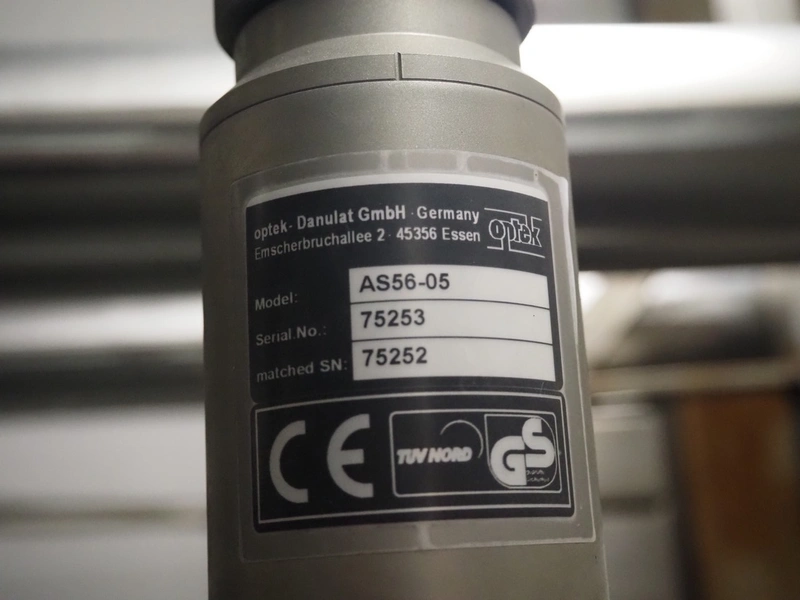 optek - Danulat GmbH · Germany
Emscherbruchallee 2 · 45356 Essen
optek
Model: AS56-05
Serial No.: 75253
matched SN: 75252
CE
TUV NORD
GS